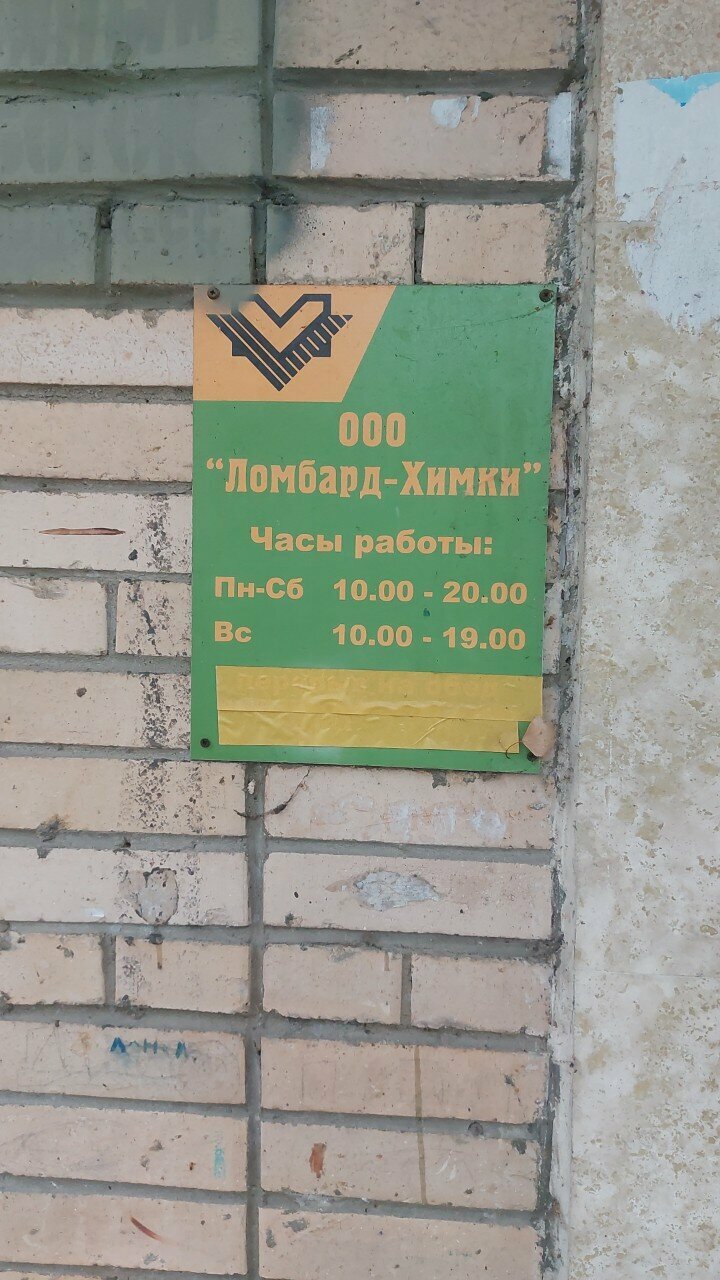 ООО
“Ломбард-Химки”
Часы работы:
Пн-Сб 10.00 - 20.00
Вс 10.00 - 19.00
Л.Н.Л.